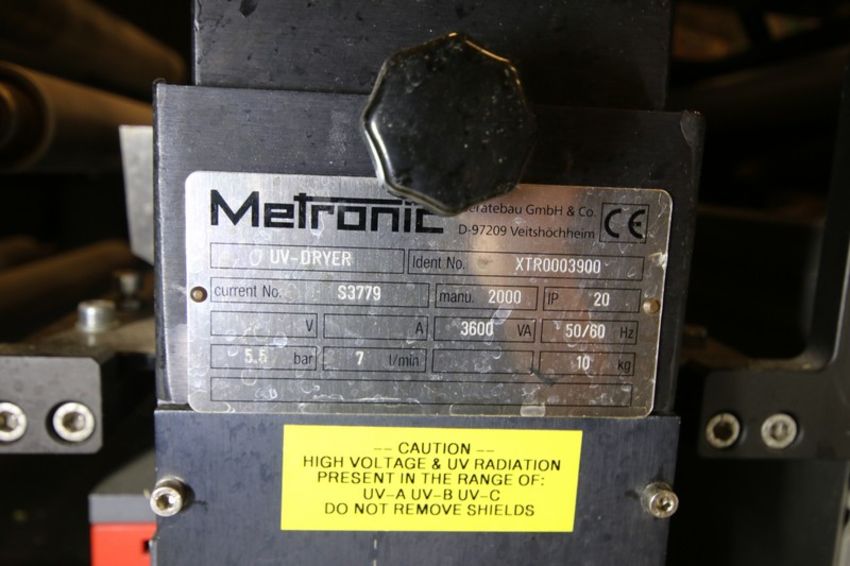 Metronic
erätebau GmbH & Co.
D-97209 Veitshöchheim
CE
UV-DRYER Ident No. XTR0003900
current No. S3779 manu. 2000 IP 20
V A 3600 VA 50/60 Hz
5.5 bar 7 l/min 10 kg
-- CAUTION --
HIGH VOLTAGE & UV RADIATION
PRESENT IN THE RANGE OF:
UV-A UV-B UV-C
DO NOT REMOVE SHIELDS